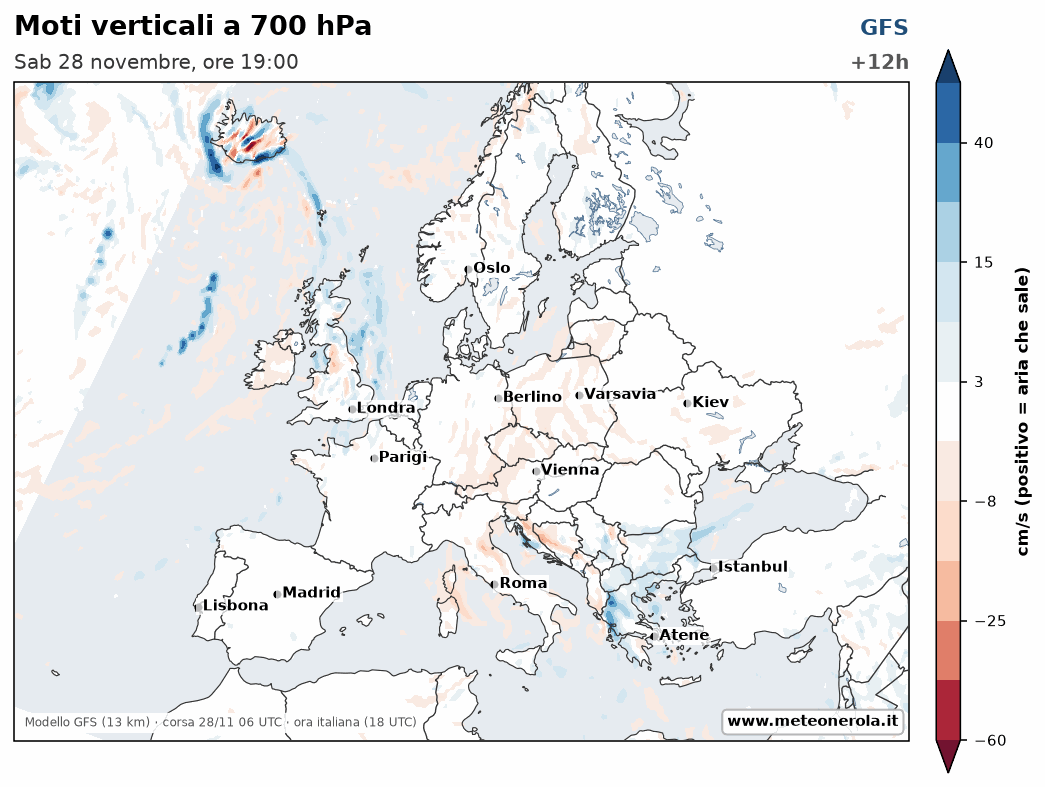 Moti verticali a 700 hPa
GFS
Sab 28 novembre, ore 19:00
+12h
40
15
3
−8
−25
−60
cm/s (positivo = aria che sale)
Oslo
Berlino
Varsavia
Kiev
Londra
Parigi
Vienna
Istanbul
Roma
Madrid
Lisbona
Atene
Modello GFS (13 km) · corsa 28/11 06 UTC · ora italiana (18 UTC)
www.meteonerola.it